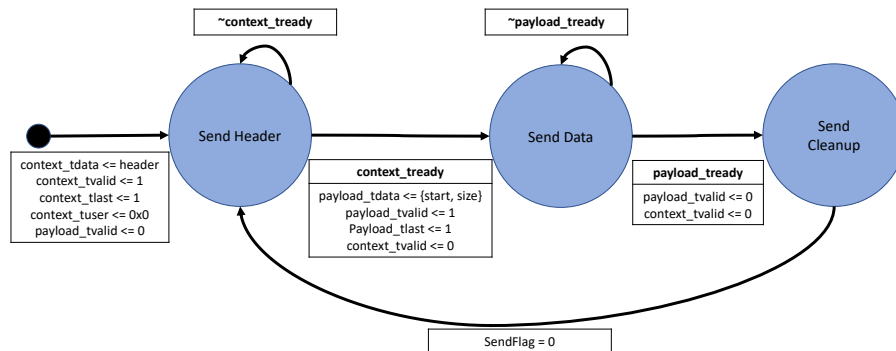 ~context_tready
~payload_tready
Send Header
Send Data
Send
Cleanup
context_tdata <= header
context_tvalid <= 1
context_tlast <= 1
context_tuser <= 0x0
payload_tvalid <= 0
context_tready
payload_tdata <= {start, size}
payload_tvalid <= 1
Payload_tlast <= 1
context_tvalid <= 0
payload_tready
payload_tvalid <= 0
context_tvalid <= 0
SendFlag = 0